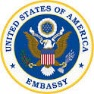 UNITED STATES OF AMERICA
EMBASSY